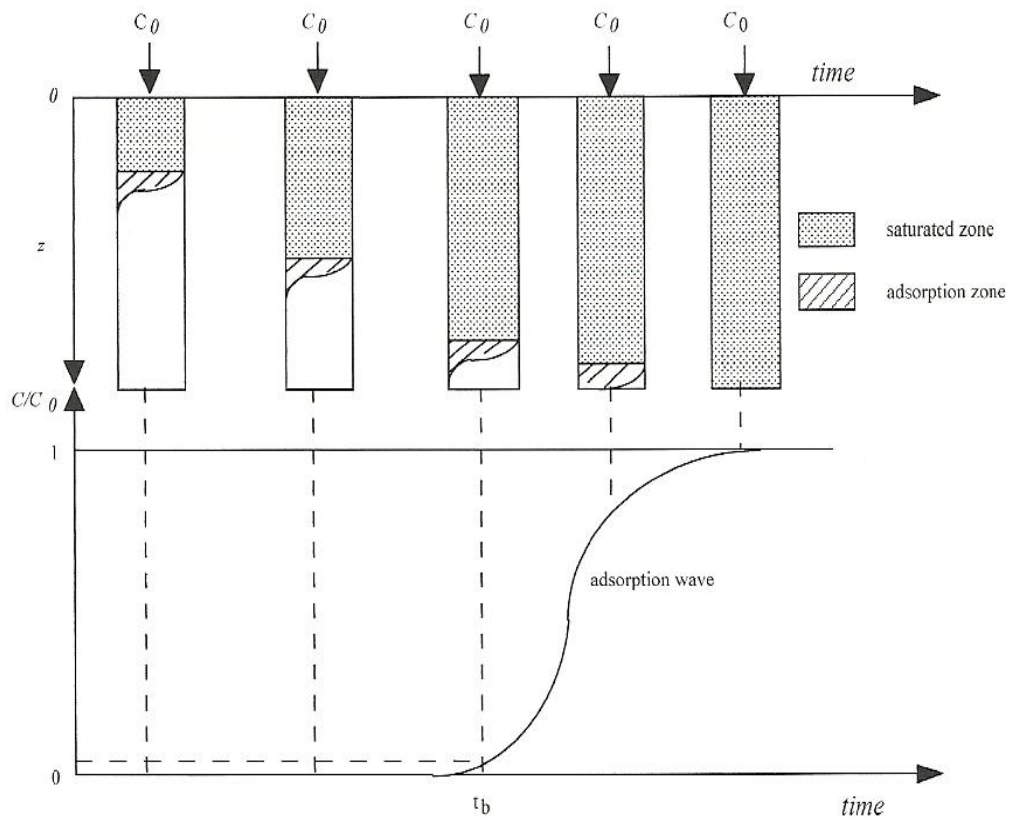 C0 C0 C0 C0 C0
time
0
z
saturated zone
adsorption zone
C/C0
1
adsorption wave
0
tb
time